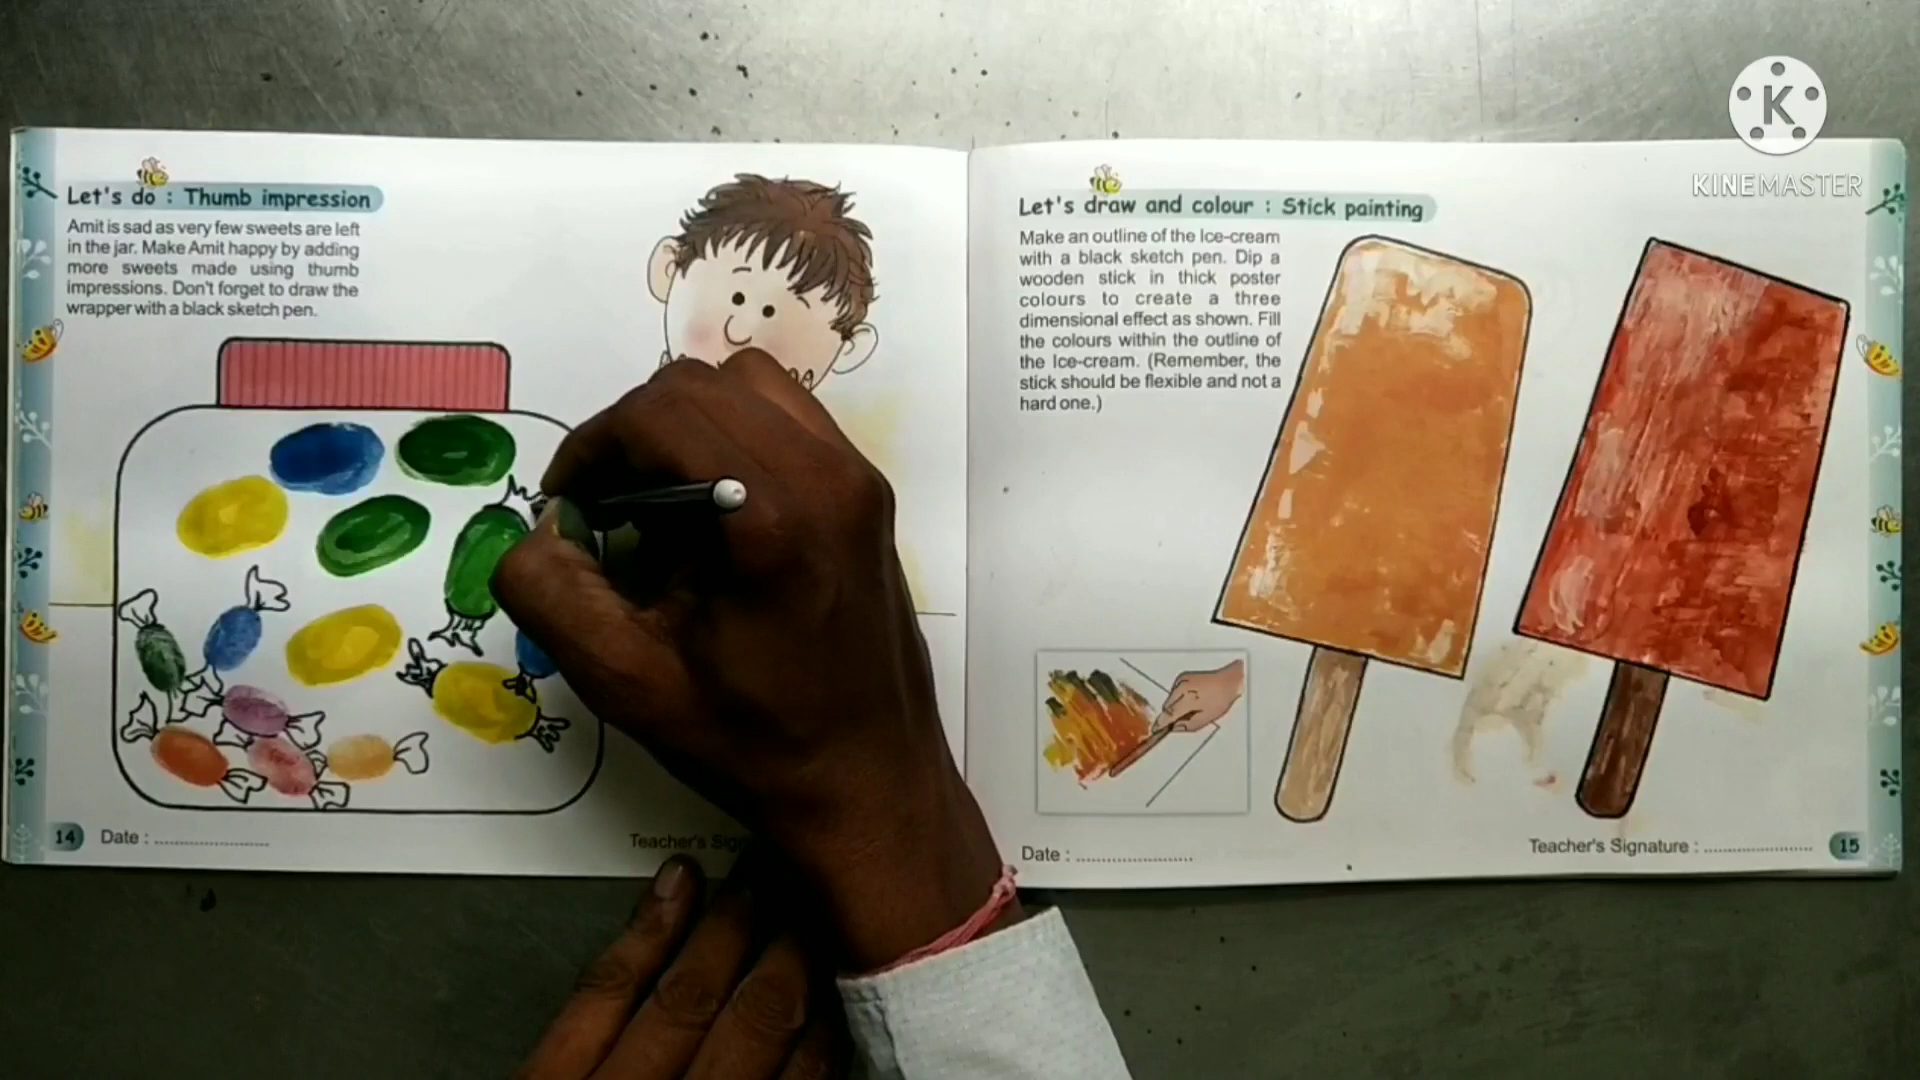 Let's do : Thumb impression
Amit is sad as very few sweets are left
in the jar. Make Amit happy by adding
more sweets made using thumb
impressions. Don't forget to draw the
wrapper with a black sketch pen.
14
Date : ......................
Teacher's
Let's draw and colour : Stick painting
Make an outline of the Ice-cream
with a black sketch pen. Dip a
wooden stick in thick poster
colours to create a three
dimensional effect as shown. Fill
the colours within the outline of
the Ice-cream. (Remember, the
stick should be flexible and not a
hard one.)
Date : ......................
Teacher's Signature : .....................
15
K
KINEMASTER